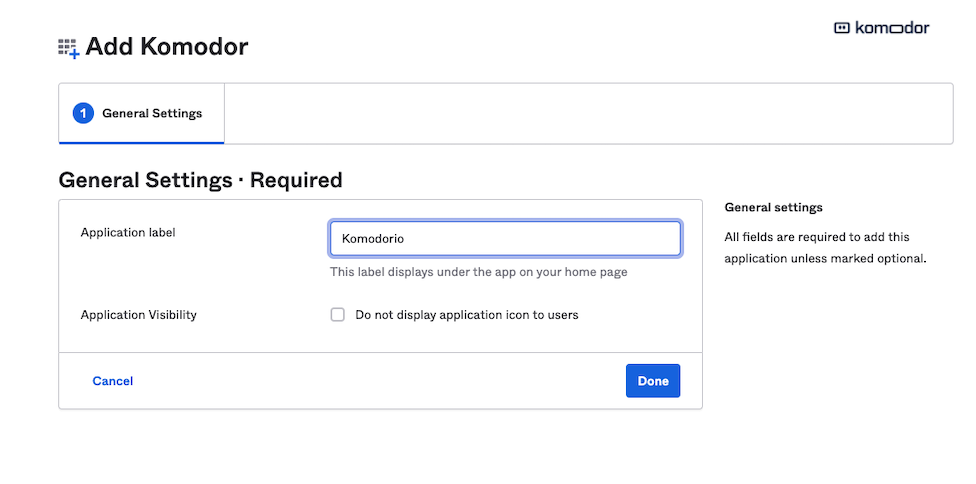 komodor
Add Komodor
1 General Settings
General Settings · Required
Application label
Komodorio
This label displays under the app on your home page
Application Visibility
Do not display application icon to users
Cancel
Done
General settings
All fields are required to add this
application unless marked optional.